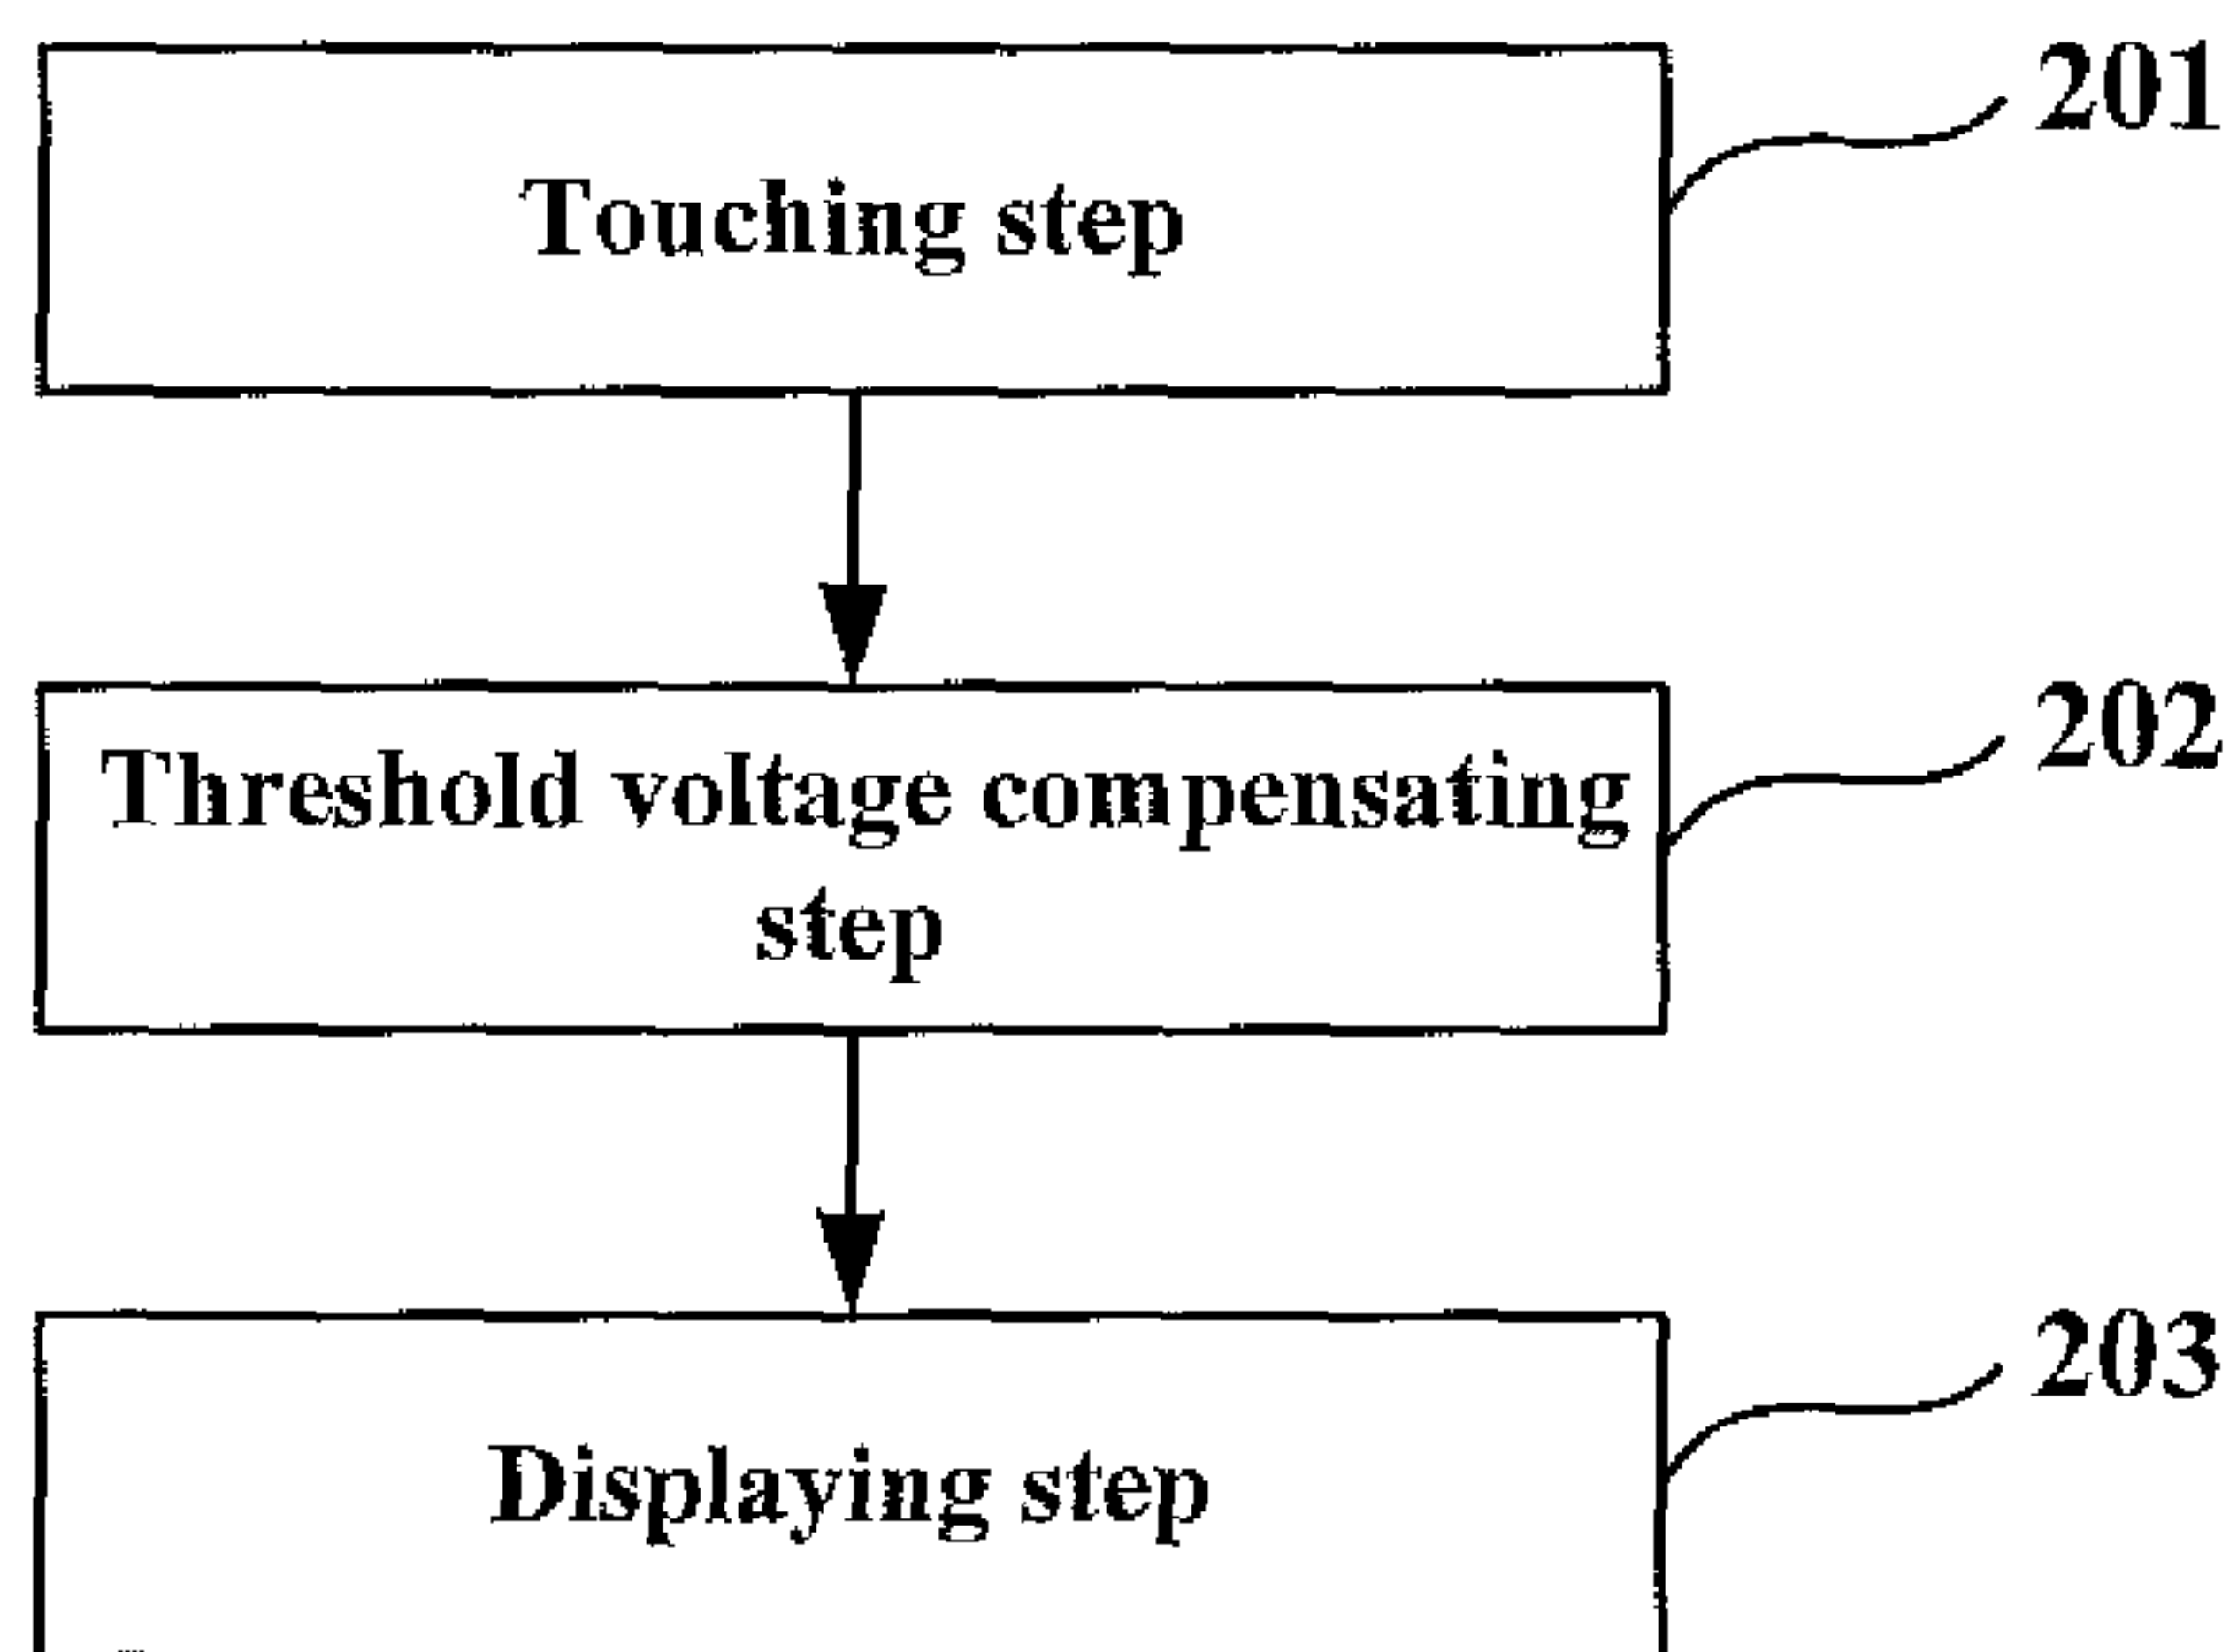 Touching step
201
Threshold voltage compensating
step
202
Displaying step
203